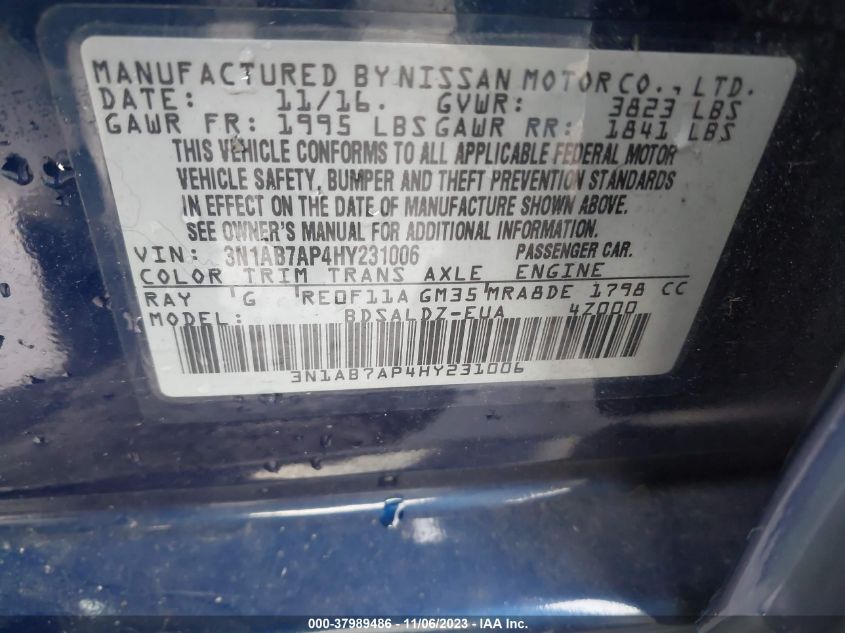 MANUFACTURED BY NISSAN MOTOR CO., LTD.
DATE: 11/16. GVWR: 3823 LBS
GAWR FR: 1995 LBS GAWR RR: 1841 LBS
THIS VEHICLE CONFORMS TO ALL APPLICABLE FEDERAL MOTOR
VEHICLE SAFETY, BUMPER AND THEFT PREVENTION STANDARDS
IN EFFECT ON THE DATE OF MANUFACTURE SHOWN ABOVE.
SEE OWNER'S MANUAL FOR ADDITIONAL INFORMATION.
VIN: 3N1AB7AP4HY231006 PASSENGER CAR.
COLOR TRIM TRANS AXLE ENGINE
RAY 'G 'RE0F11A GM35 'MRA8DE 1798 CC
MODEL: BDSALDZ-EUA 4Z000
3N1AB7AP4HY231006
000-37989486 - 11/06/2023 - IAA Inc.